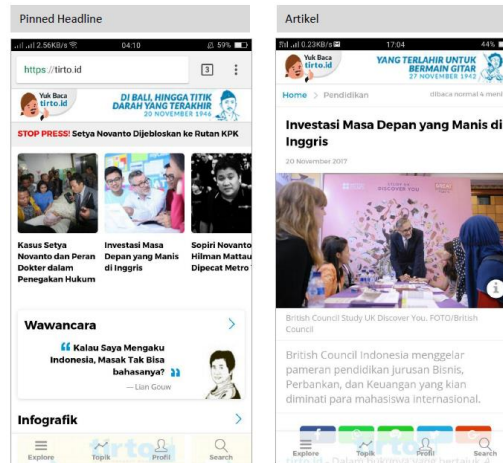 Pinned Headline
2.56KB/s 04:10 59%
https://tirto.id 3
Yuk Baca
tirto.id
DI BALI, HINGGA TITIK
DARAH YANG TERAKHIR
20 NOVEMBER 1946
STOP PRESS! Setya Novanto Dijebloskan ke Rutan KPK
Kasus Setya
Novanto dan Peran
Dokter dalam
Penegakan Hukum
Investasi Masa
Depan yang Manis
di Inggris
Sopiri Novanto
Hilman Mattau
Dipecat Metro
Wawancara
Kalau Saya Mengaku
Indonesia, Masak Tak Bisa
bahasanya?
— Lian Gouw
Infografik
tirto
Explore Topik Profil Search
Artikel
0.23KB/s 17:04 44%
Yuk Baca
tirto.id
YANG TERLAHIR UNTUK
BERMAIN GITAR
27 NOVEMBER 1942
Home > Pendidikan dibaca normal 4 meni
Investasi Masa Depan yang Manis di
Inggris
20 November 2017
DISCOVER YOU
British Council Study UK Discover You. FOTO/British
Council
British Council Indonesia menggelar
pameran pendidikan jurusan Bisnis,
Perbankan, dan Keuangan yang kian
diminati para mahasiswa internasional.
Explore Topik Profil Search